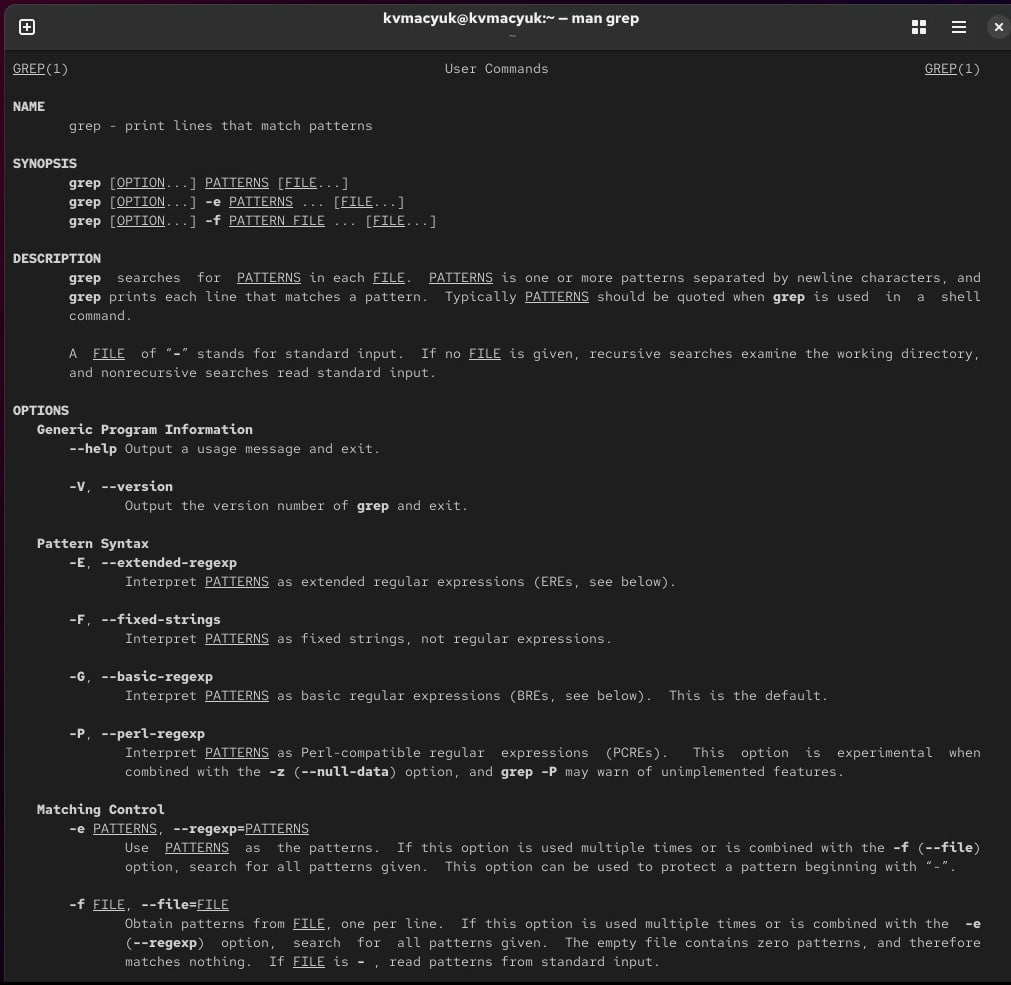 kvmacyuk@kvmacyuk:~ — man grep
~
GREP(1) User Commands GREP(1)
NAME
grep - print lines that match patterns
SYNOPSIS
grep [OPTION...] PATTERNS [FILE...]
grep [OPTION...] -e PATTERNS ... [FILE...]
grep [OPTION...] -f PATTERN_FILE ... [FILE...]
DESCRIPTION
grep searches for PATTERNS in each FILE. PATTERNS is one or more patterns separated by newline characters, and
grep prints each line that matches a pattern. Typically PATTERNS should be quoted when grep is used in a shell
command.
A FILE of “-” stands for standard input. If no FILE is given, recursive searches examine the working directory,
and nonrecursive searches read standard input.
OPTIONS
Generic Program Information
--help Output a usage message and exit.
-V, --version
Output the version number of grep and exit.
Pattern Syntax
-E, --extended-regexp
Interpret PATTERNS as extended regular expressions (EREs, see below).
-F, --fixed-strings
Interpret PATTERNS as fixed strings, not regular expressions.
-G, --basic-regexp
Interpret PATTERNS as basic regular expressions (BREs, see below). This is the default.
-P, --perl-regexp
Interpret PATTERNS as Perl-compatible regular expressions (PCREs). This option is experimental when
combined with the -z (--null-data) option, and grep -P may warn of unimplemented features.
Matching Control
-e PATTERNS, --regexp=PATTERNS
Use PATTERNS as the patterns. If this option is used multiple times or is combined with the -f (--file)
option, search for all patterns given. This option can be used to protect a pattern beginning with “-”.
-f FILE, --file=FILE
Obtain patterns from FILE, one per line. If this option is used multiple times or is combined with the -e
(--regexp) option, search for all patterns given. The empty file contains zero patterns, and therefore
matches nothing. If FILE is - , read patterns from standard input.